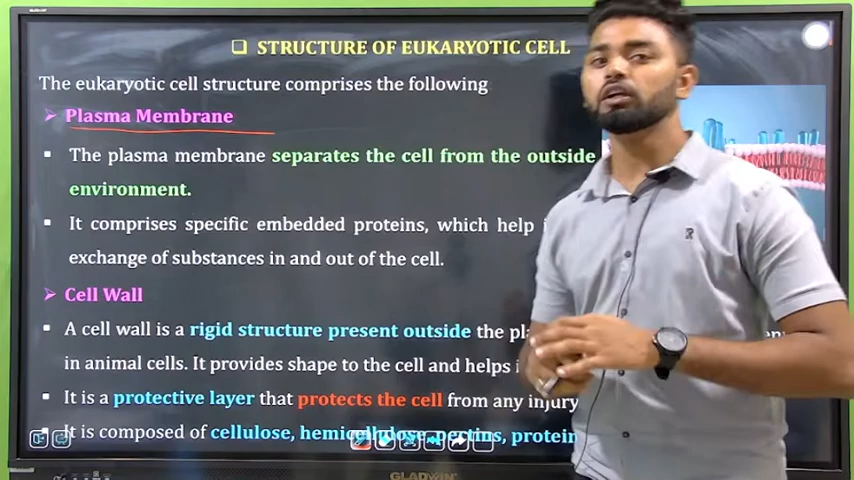 ❑ STRUCTURE OF EUKARYOTIC CELL
The eukaryotic cell structure comprises the following
➢ Plasma Membrane
▪ The plasma membrane separates the cell from the outside
environment.
▪ It comprises specific embedded proteins, which help
exchange of substances in and out of the cell.
➢ Cell Wall
▪ A cell wall is a rigid structure present outside the
in animal cells. It provides shape to the cell and helps
▪ It is a protective layer that protects the cell from any injury
▪ It is composed of cellulose, hemicellulose, pectins,
GLADWIN